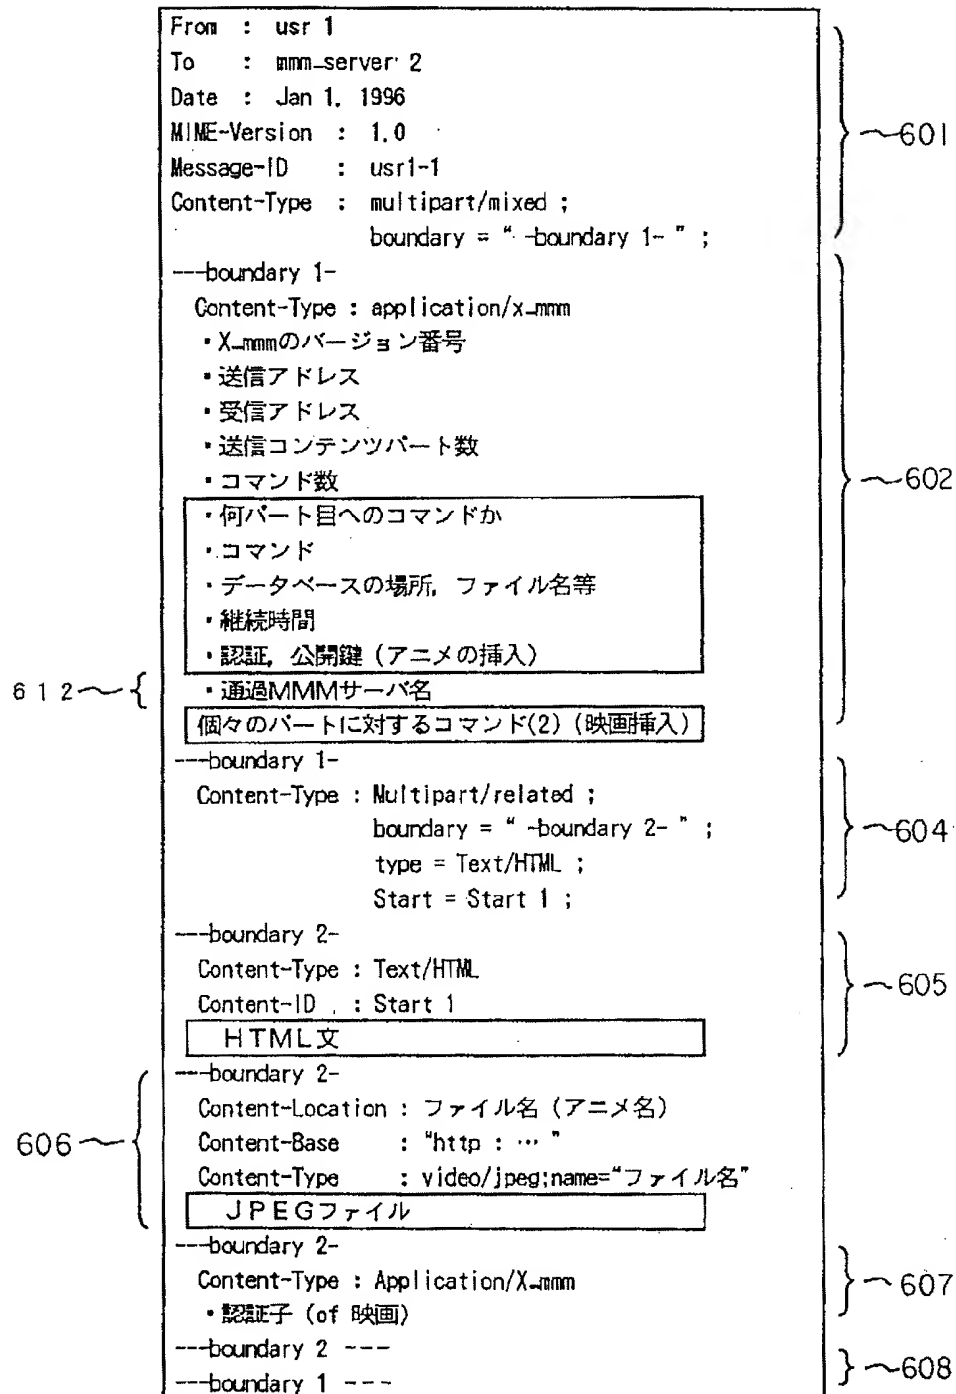 From : usr 1
To : mmm_server 2
Date : Jan 1, 1996
MIME-Version : 1.0
Message-ID : usr1-1
Content-Type : multipart/mixed ;
boundary = “ -boundary 1- ” ;
~601
---boundary 1-
Content-Type : application/x_mmm
・X_mmmのバージョン番号
・送信アドレス
・受信アドレス
・送信コンテンツパート数
・コマンド数
~602
・何パート目へのコマンドか
・コマンド
・データベースの場所, ファイル名等
・継続時間
・認証, 公開鍵（アニメの挿入）
612~
・通過MMMサーバ名
個々のパートに対するコマンド(2)（映画挿入）
---boundary 1-
Content-Type : Multipart/related ;
boundary = “ -boundary 2- ” ;
~604
type = Text/HTML ;
Start = Start 1 ;
---boundary 2-
Content-Type : Text/HTML
~605
Content-ID : Start 1
HTML文
---boundary 2-
Content-Location : ファイル名（アニメ名）
606~
Content-Base : “http : … ”
Content-Type : video/jpeg;name=“ファイル名”
JPEGファイル
---boundary 2-
Content-Type : Application/X_mmm
~607
・認証子（of 映画）
---boundary 2 ---
~608
---boundary 1 ---